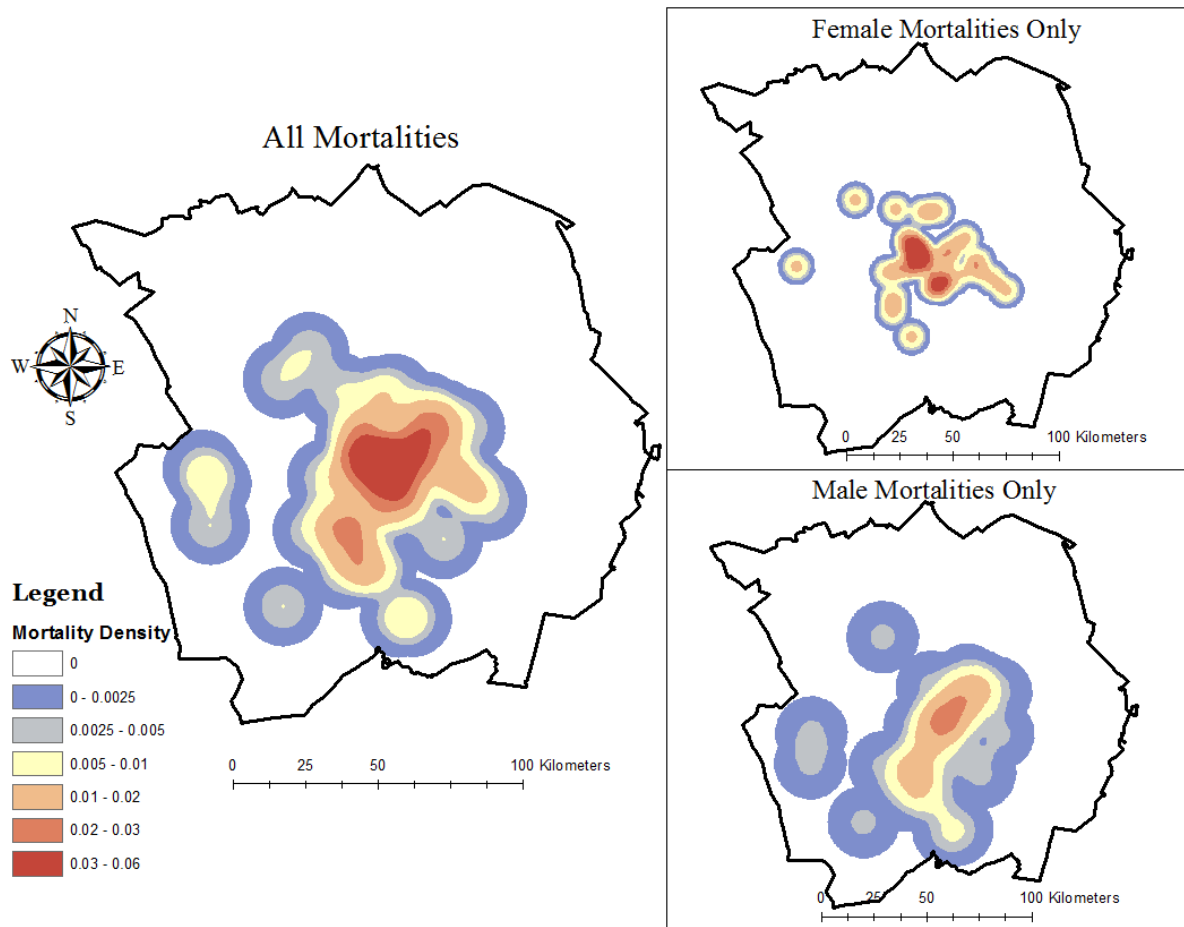 All Mortalities
N
W E
S
Legend
Mortality Density
0
0 - 0.0025
0.0025 - 0.005
0.005 - 0.01
0.01 - 0.02
0.02 - 0.03
0.03 - 0.06
0 25 50 100 Kilometers
Female Mortalities Only
0 25 50 100 Kilometers
Male Mortalities Only
0 25 50 100 Kilometers